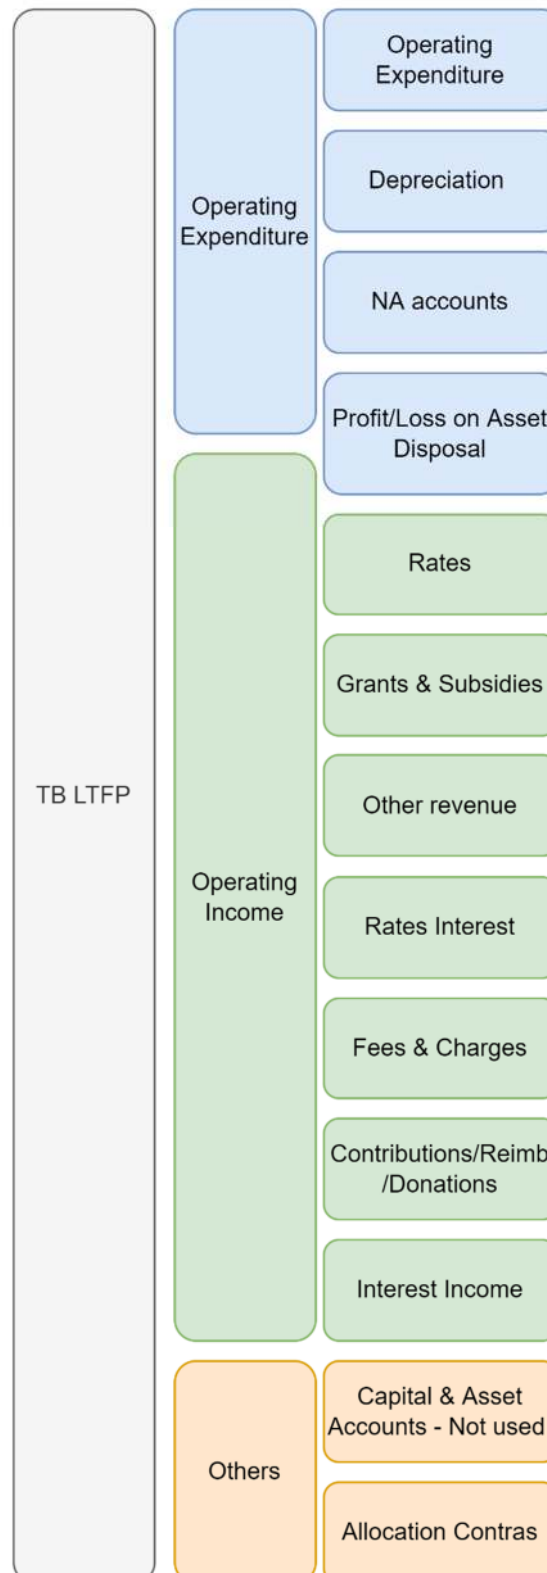 TB LTFP
Operating
Expenditure
Operating
Expenditure
Depreciation
NA accounts
Profit/Loss on Asset
Disposal
Operating
Income
Rates
Grants & Subsidies
Other revenue
Rates Interest
Fees & Charges
Contributions/Reimb
/Donations
Interest Income
Others
Capital & Asset
Accounts - Not used
Allocation Contras